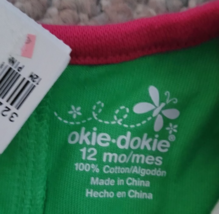 okie·dokie®
12 mo/mes
100% Cotton/Algodón
Made in China
Hecho en China